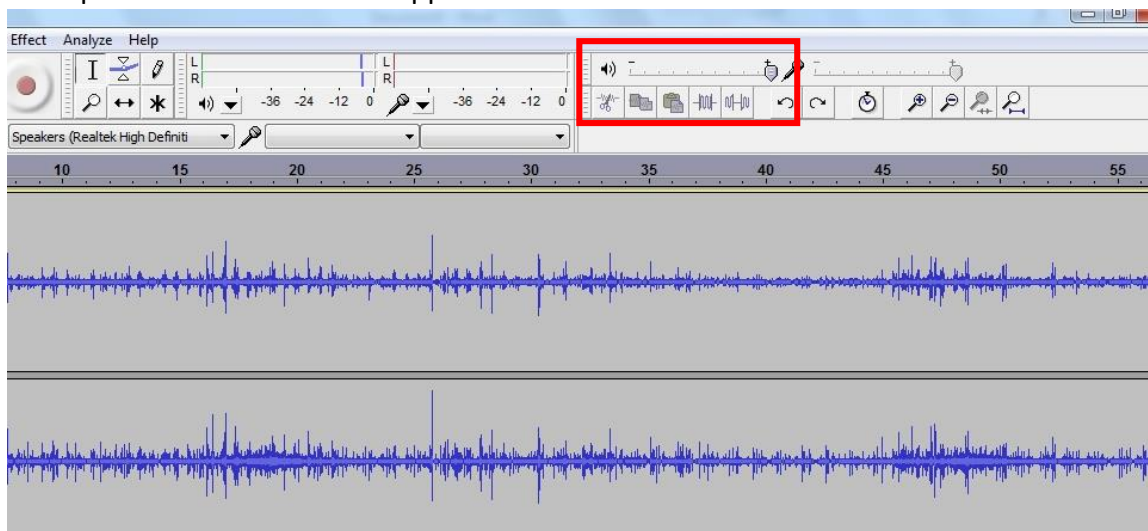 Effect Analyze Help
L
R
L
R
-36 -24 -12 0
-36 -24 -12 0
Speakers (Realtek High Definiti
10 15 20 25 30 35 40 45 50 55